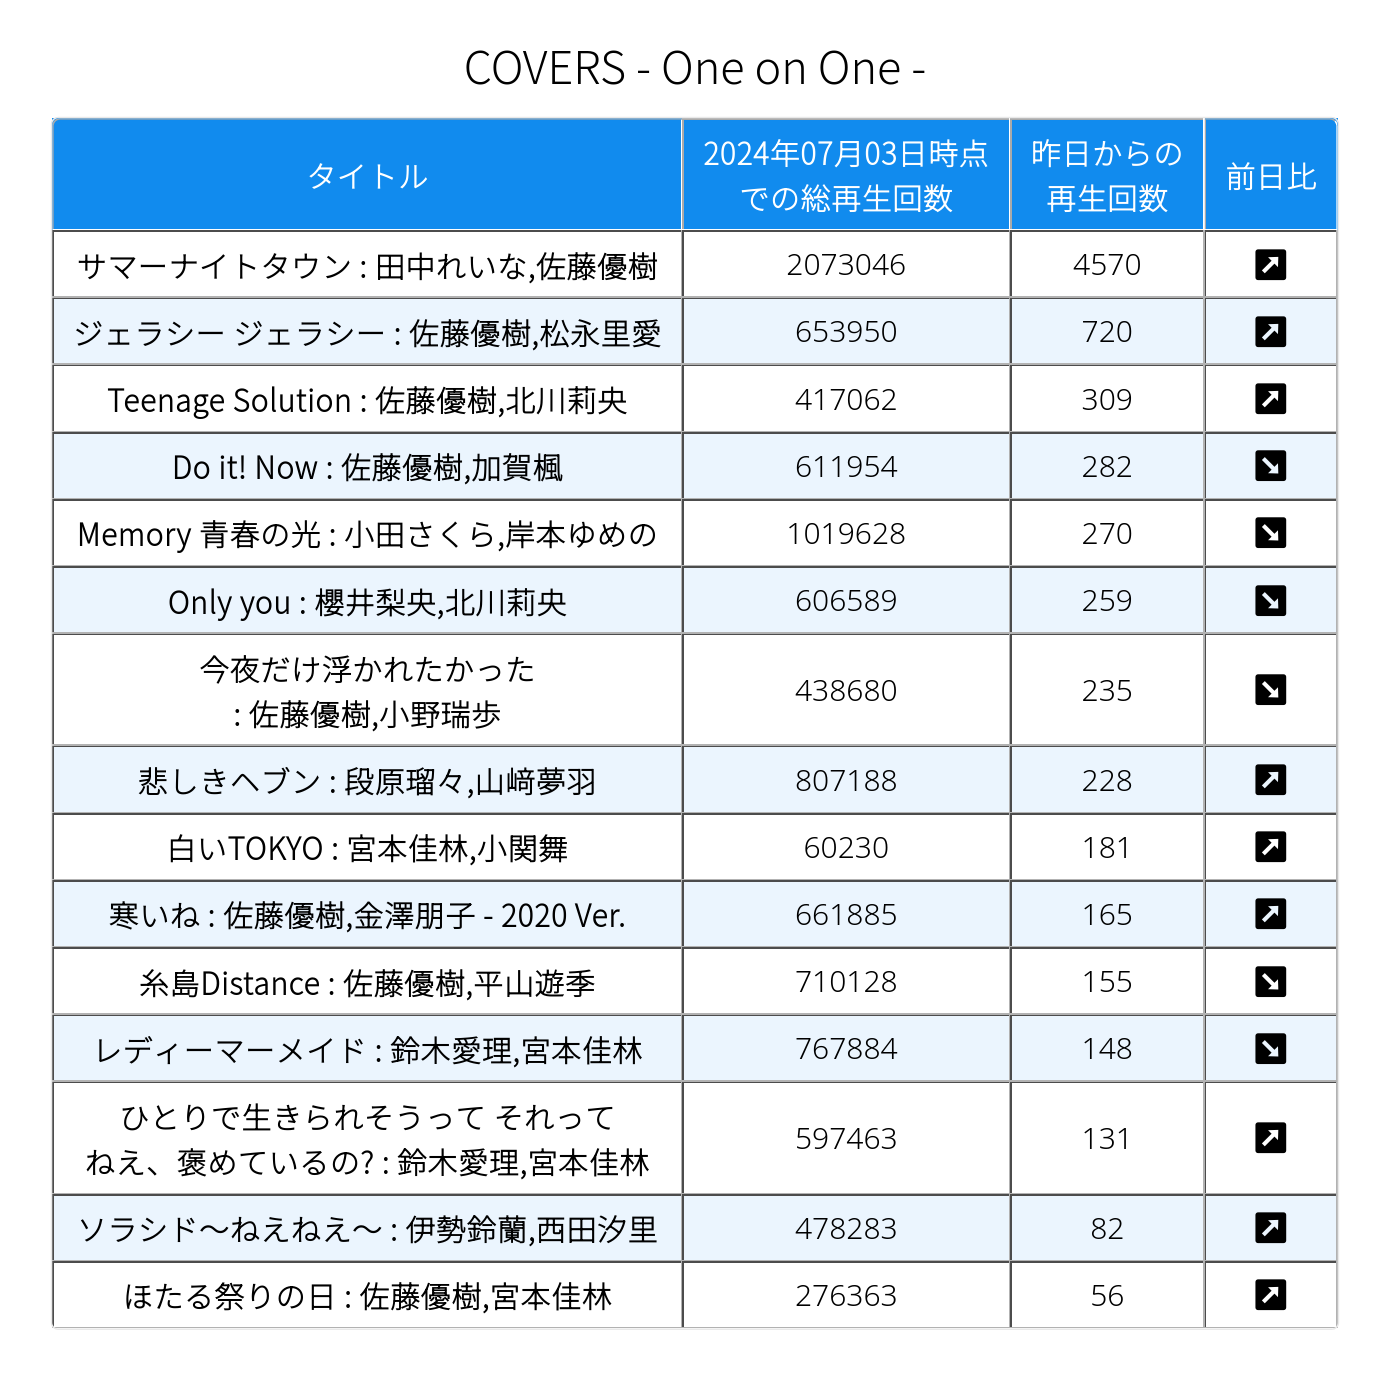 COVERS - One on One -
タイトル
2024年07月03日時点
での総再生回数
昨日からの
再生回数
前日比
サマーナイトタウン : 田中れいな,佐藤優樹
2073046
4570
ジェラシー ジェラシー : 佐藤優樹,松永里愛
653950
720
Teenage Solution : 佐藤優樹,北川莉央
417062
309
Do it! Now : 佐藤優樹,加賀楓
611954
282
Memory 青春の光 : 小田さくら,岸本ゆめの
1019628
270
Only you : 櫻井梨央,北川莉央
606589
259
今夜だけ浮かれたかった
: 佐藤優樹,小野瑞歩
438680
235
悲しきヘブン : 段原瑠々,山﨑夢羽
807188
228
白いTOKYO : 宮本佳林,小関舞
60230
181
寒いね : 佐藤優樹,金澤朋子 - 2020 Ver.
661885
165
糸島Distance : 佐藤優樹,平山遊季
710128
155
レディーマーメイド : 鈴木愛理,宮本佳林
767884
148
ひとりで生きられそうって それって
ねえ、褒めているの? : 鈴木愛理,宮本佳林
597463
131
ソラシド〜ねえねえ〜 : 伊勢鈴蘭,西田汐里
478283
82
ほたる祭りの日 : 佐藤優樹,宮本佳林
276363
56